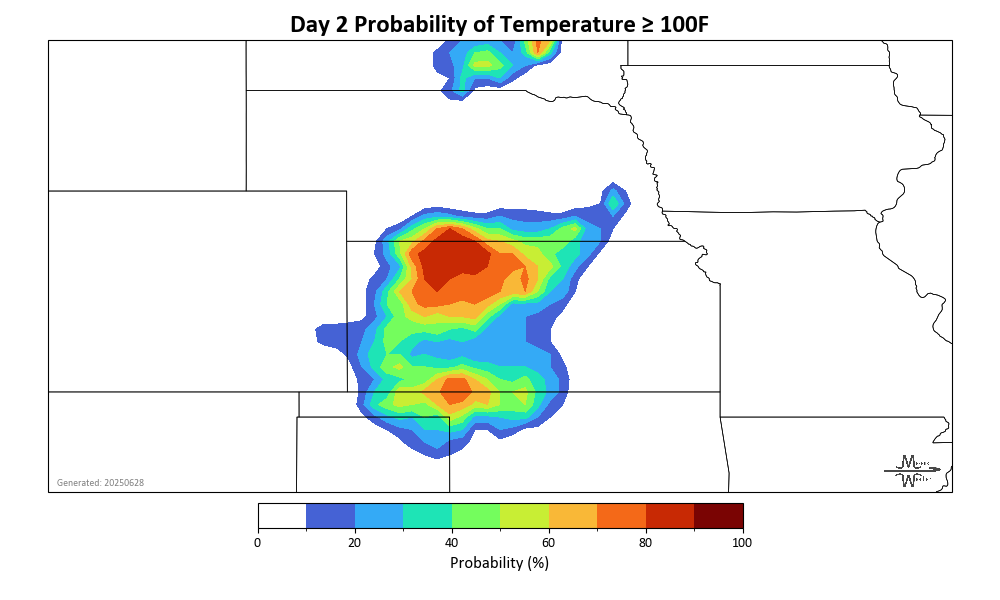 Day 2 Probability of Temperature ≥ 100F
Generated: 20250628
0 20 40 60 80 100
Probability (%)